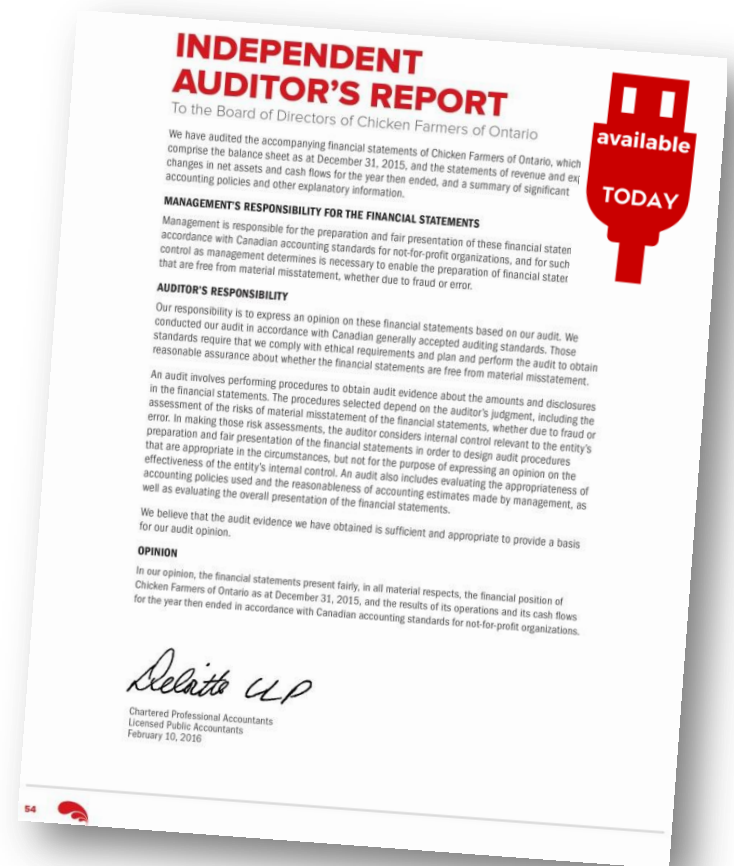 INDEPENDENT
AUDITOR'S REPORT
To the Board of Directors of Chicken Farmers of Ontario
available
TODAY
We have audited the accompanying financial statements of Chicken Farmers of Ontario, which
comprise the balance sheet as at December 31, 2015, and the statements of revenue and
changes in net assets and cash flows for the year then ended, and a summary of significant
accounting policies and other explanatory information.
MANAGEMENT'S RESPONSIBILITY FOR THE FINANCIAL STATEMENTS
Management is responsible for the preparation and fair presentation of these financial
accordance with Canadian accounting standards for not-for-profit organizations, and for such
control as management determines is necessary to enable the preparation of financial
that are free from material misstatement, whether due to fraud or error.
AUDITOR'S RESPONSIBILITY
Our responsibility is to express an opinion on these financial statements based on our audit. We
conducted our audit in accordance with Canadian generally accepted auditing standards. Those
standards require that we comply with ethical requirements and plan and perform the audit to obtain
reasonable assurance about whether the financial statements are free from material misstatement.
An audit involves performing procedures to obtain audit evidence about the amounts and disclosures
in the financial statements. The procedures selected depend on the auditor's judgment, including the
assessment of the risks of material misstatement of the financial statements, whether due to fraud or
error. In making those risk assessments, the auditor considers internal control relevant to the entity's
preparation and fair presentation of the financial statements in order to design audit procedures
that are appropriate in the circumstances, but not for the purpose of expressing an opinion on the
effectiveness of the entity's internal control. An audit also includes evaluating the appropriateness of
accounting policies used and the reasonableness of accounting estimates made by management, as
well as evaluating the overall presentation of the financial statements.
We believe that the audit evidence we have obtained is sufficient and appropriate to provide a basis
for our audit opinion.
OPINION
In our opinion, the financial statements present fairly, in all material respects, the financial position of
Chicken Farmers of Ontario as at December 31, 2015, and the results of its operations and its cash flows
for the year then ended in accordance with Canadian accounting standards for not-for-profit organizations.
Deloitte LLP
Chartered Professional Accountants
Licensed Public Accountants
February 10, 2016
54